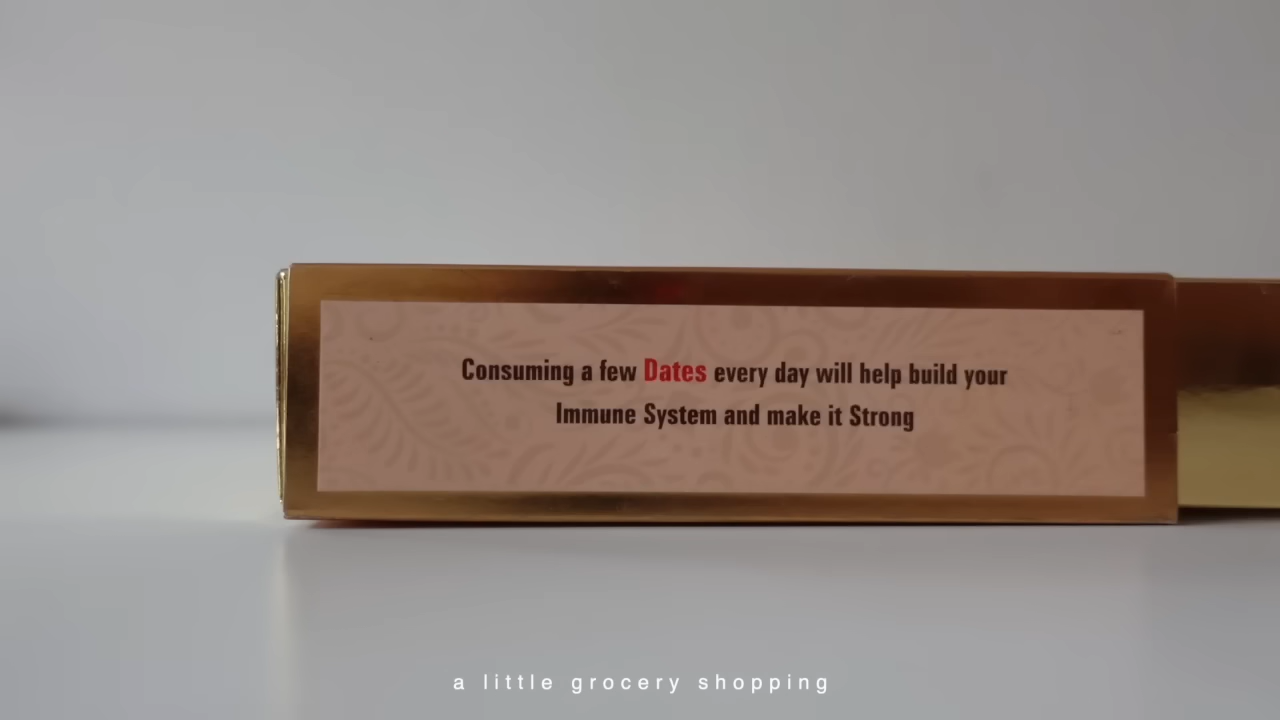 Consuming a few Dates every day will help build your
Immune System and make it Strong
a little grocery shopping